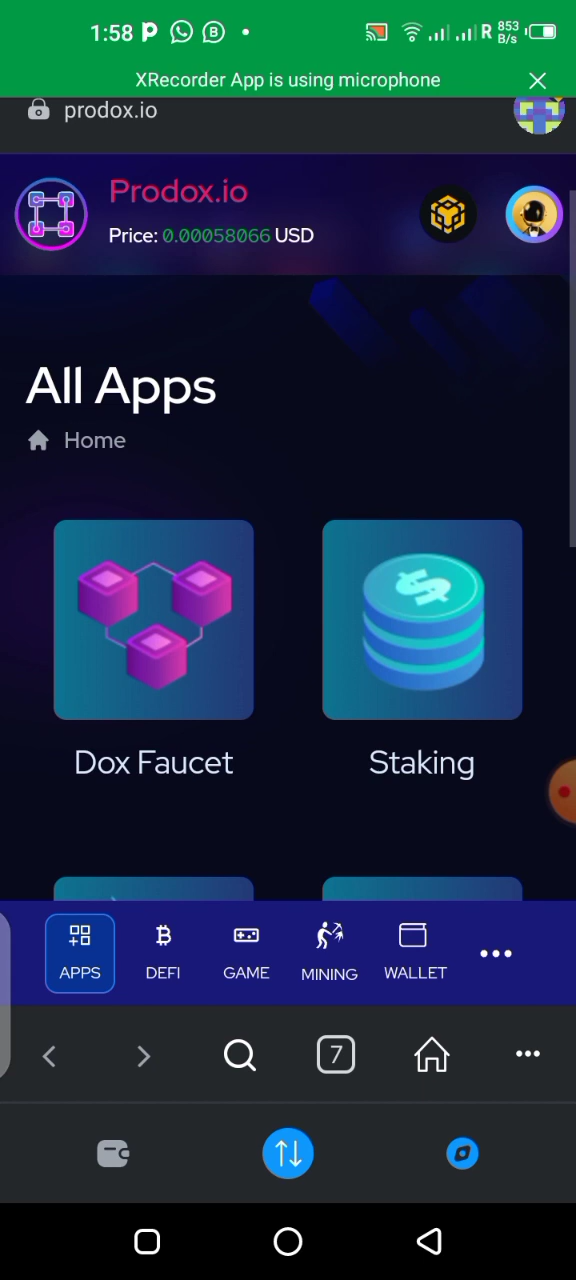 1:58
R
853
B/s
XRecorder App is using microphone
prodox.io
Prodox.io
Price: 0.00058066 USD
All Apps
Home
Dox Faucet
Staking
APPS
DEFI
GAME
MINING
WALLET
7